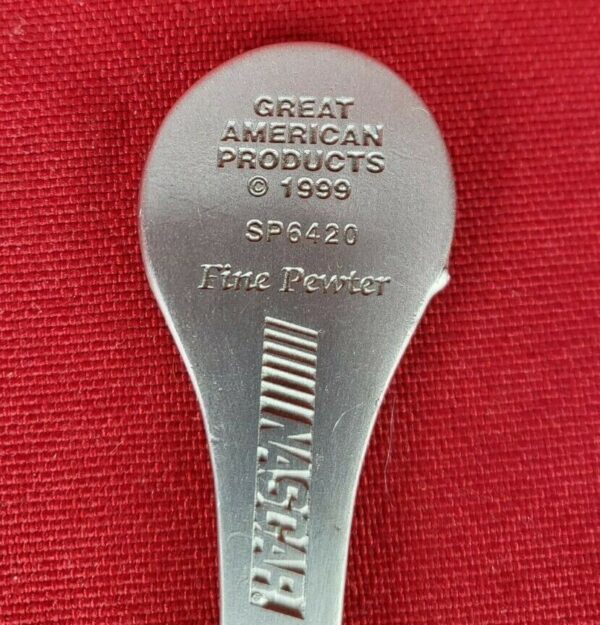 GREAT
AMERICAN
PRODUCTS
© 1999
SP6420
Fine Pewter
NASCAR®